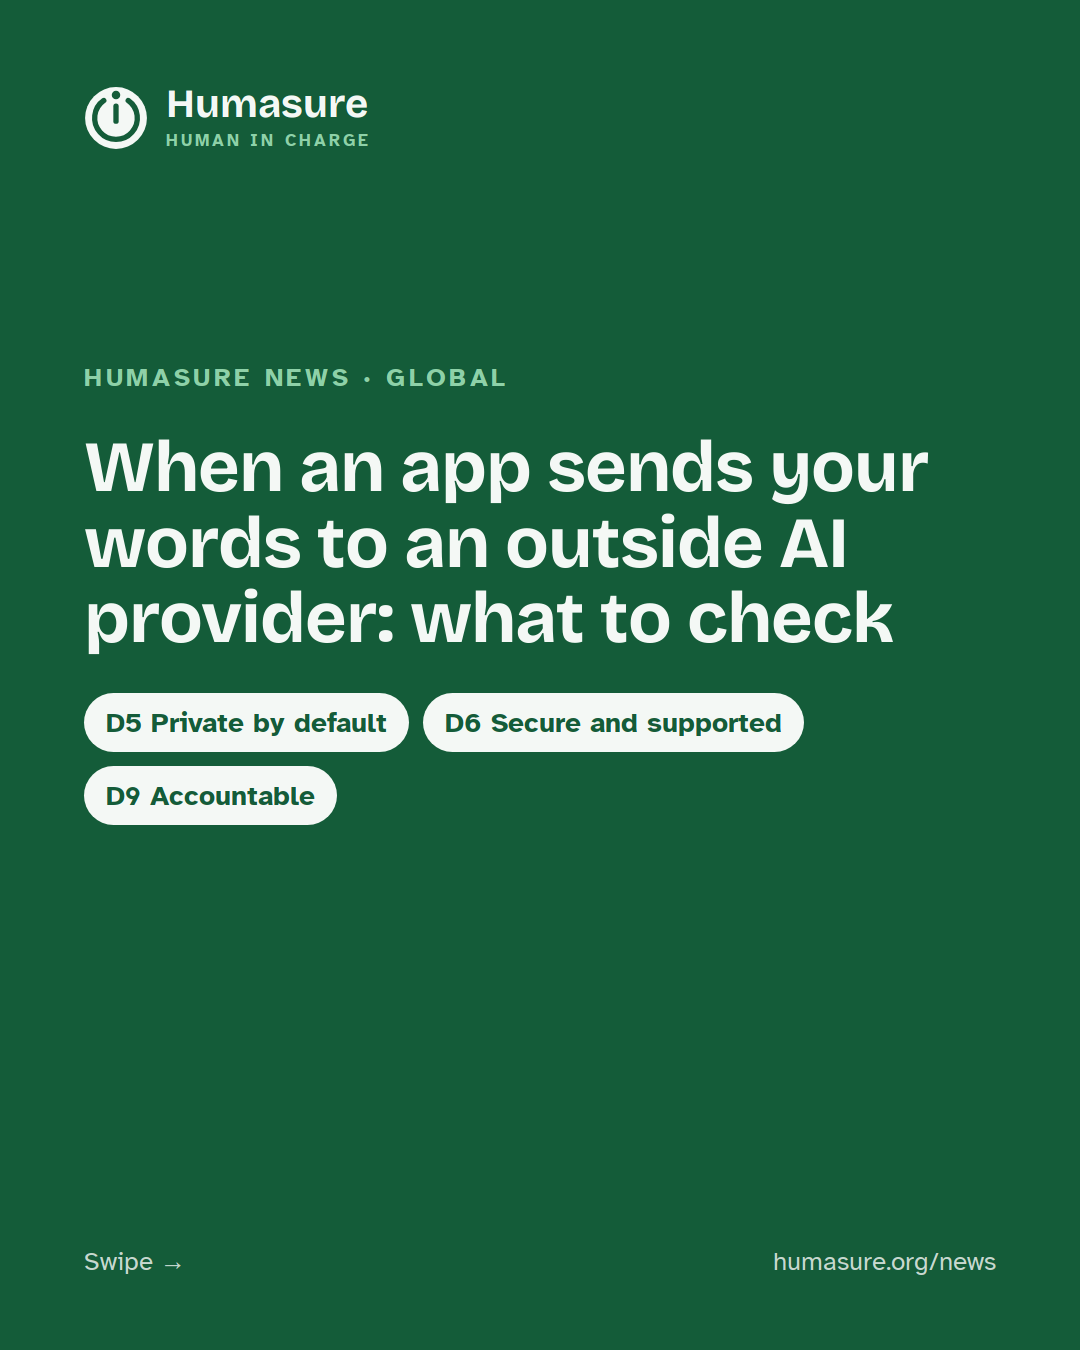 Humasure
HUMAN IN CHARGE
HUMASURE NEWS · GLOBAL
When an app sends your
words to an outside AI
provider: what to check
D5 Private by default
D6 Secure and supported
D9 Accountable
Swipe →
humasure.org/news